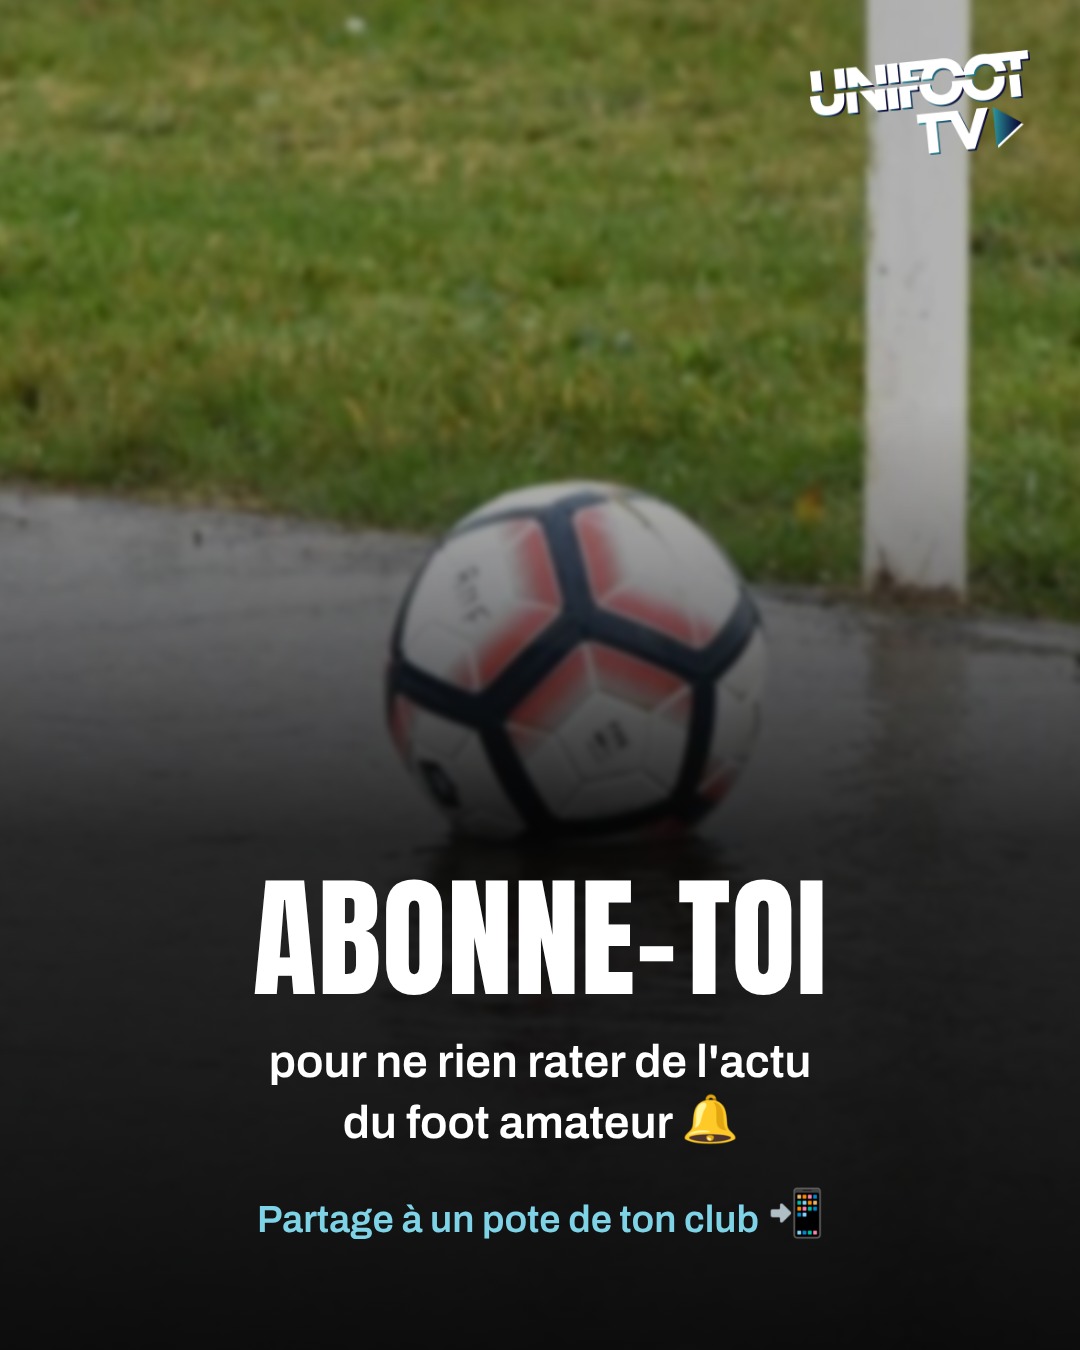 UNIFOOT
TV
ABONNE-TOI
pour ne rien rater de l'actu
du foot amateur 🔔
Partage à un pote de ton club 📲